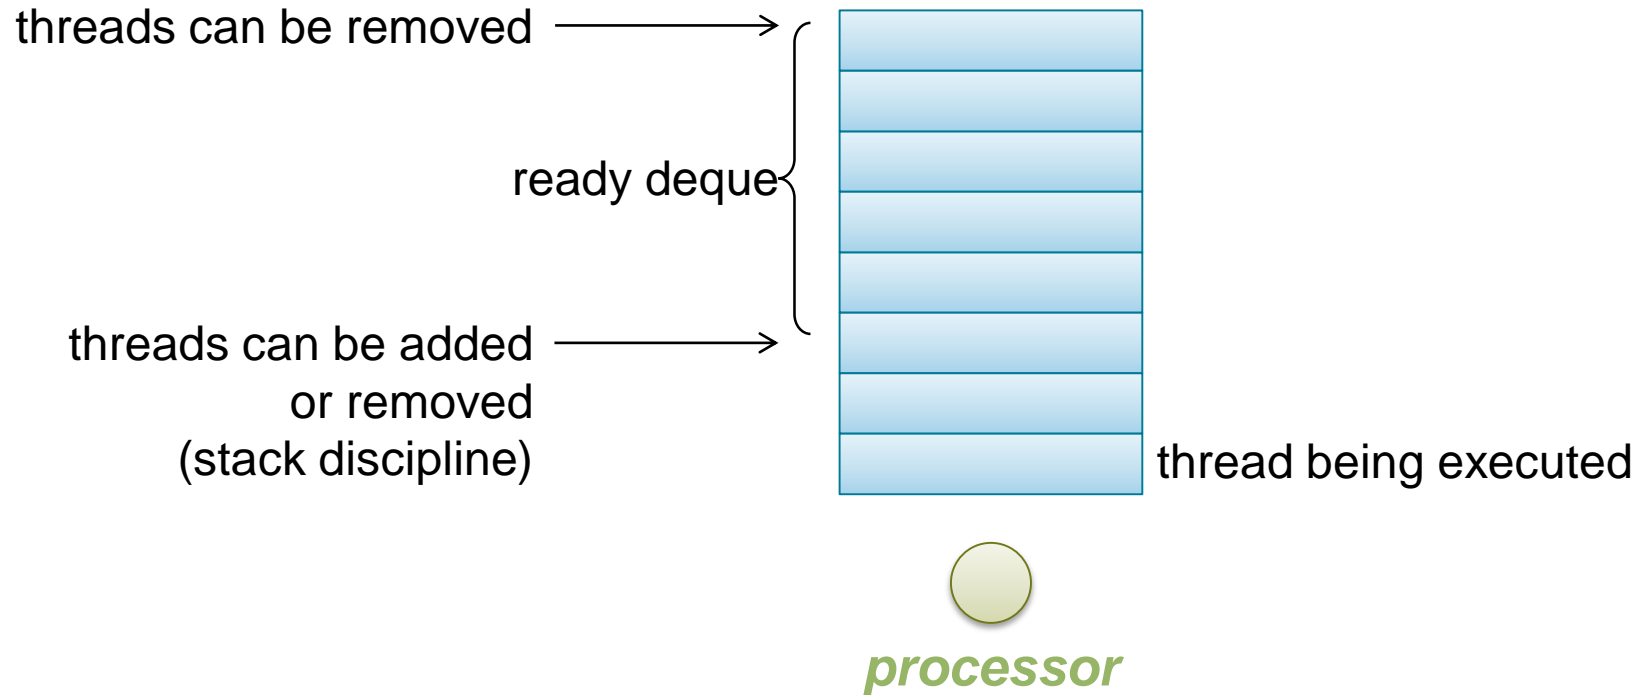 threads can be removed
ready deque
threads can be added
or removed
(stack discipline)
thread being executed
processor